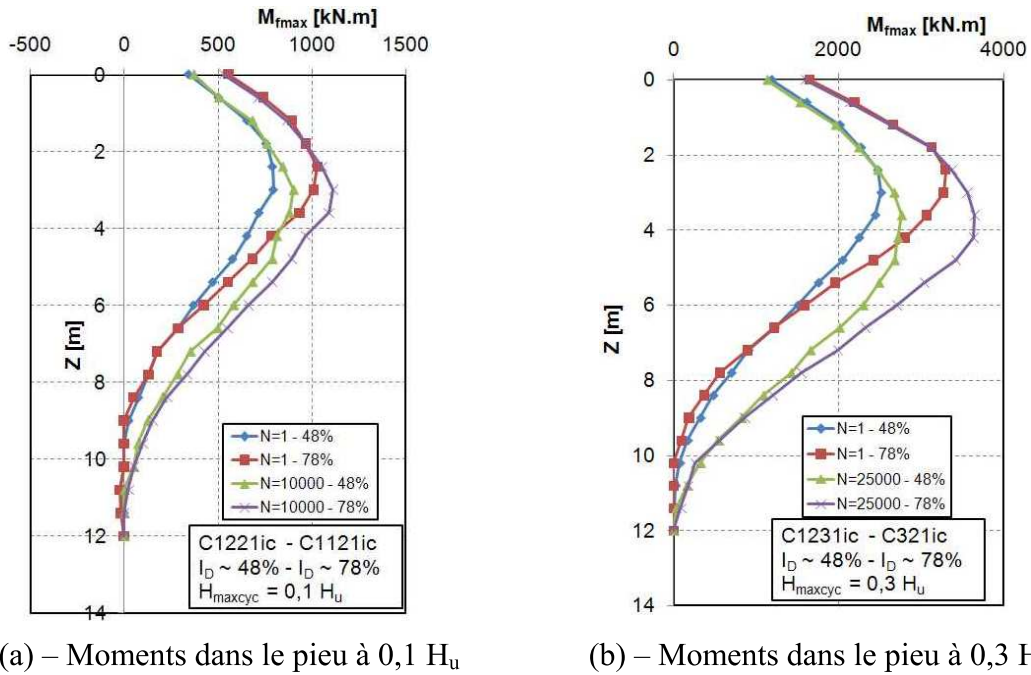 M_fmax [kN.m]
-500 0 500 1000 1500
0
2
4
6
8
10
12
14
Z [m]
N=1 - 48%
N=1 - 78%
N=10000 - 48%
N=10000 - 78%
C1221ic - C1121ic
I_D ~ 48% - I_D ~ 78%
H_maxcyc = 0,1 H_u
(a) – Moments dans le pieu à 0,1 H_u
M_fmax [kN.m]
0 2000 4000
0
2
4
6
8
10
12
14
Z [m]
N=1 - 48%
N=1 - 78%
N=25000 - 48%
N=25000 - 78%
C1231ic - C321ic
I_D ~ 48% - I_D ~ 78%
H_maxcyc = 0,3 H_u
(b) – Moments dans le pieu à 0,3 H